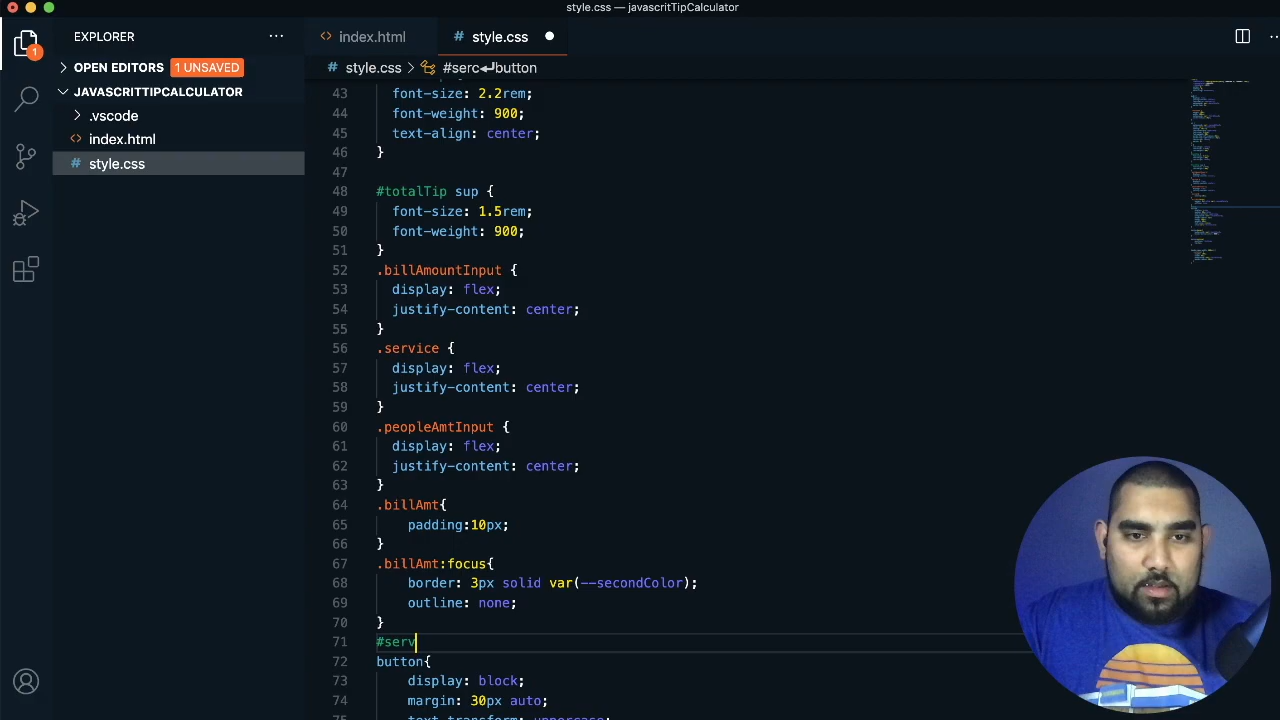 style.css — javascritTipCalculator
EXPLORER
index.html
# style.css
OPEN EDITORS 1 UNSAVED
# style.css > #serc↵button
JAVASCRITTIPCALCULATOR
.vscode
index.html
# style.css
1
43 font-size: 2.2rem;
44 font-weight: 900;
45 text-align: center;
46 }
47
48 #totalTip sup {
49 font-size: 1.5rem;
50 font-weight: 900;
51 }
52 .billAmountInput {
53 display: flex;
54 justify-content: center;
55 }
56 .service {
57 display: flex;
58 justify-content: center;
59 }
60 .peopleAmtInput {
61 display: flex;
62 justify-content: center;
63 }
64 .billAmt{
65 padding:10px;
66 }
67 .billAmt:focus{
68 border: 3px solid var(--secondColor);
69 outline: none;
70 }
71 #serv
72 button{
73 display: block;
74 margin: 30px auto;
75 text-transform: uppercase;